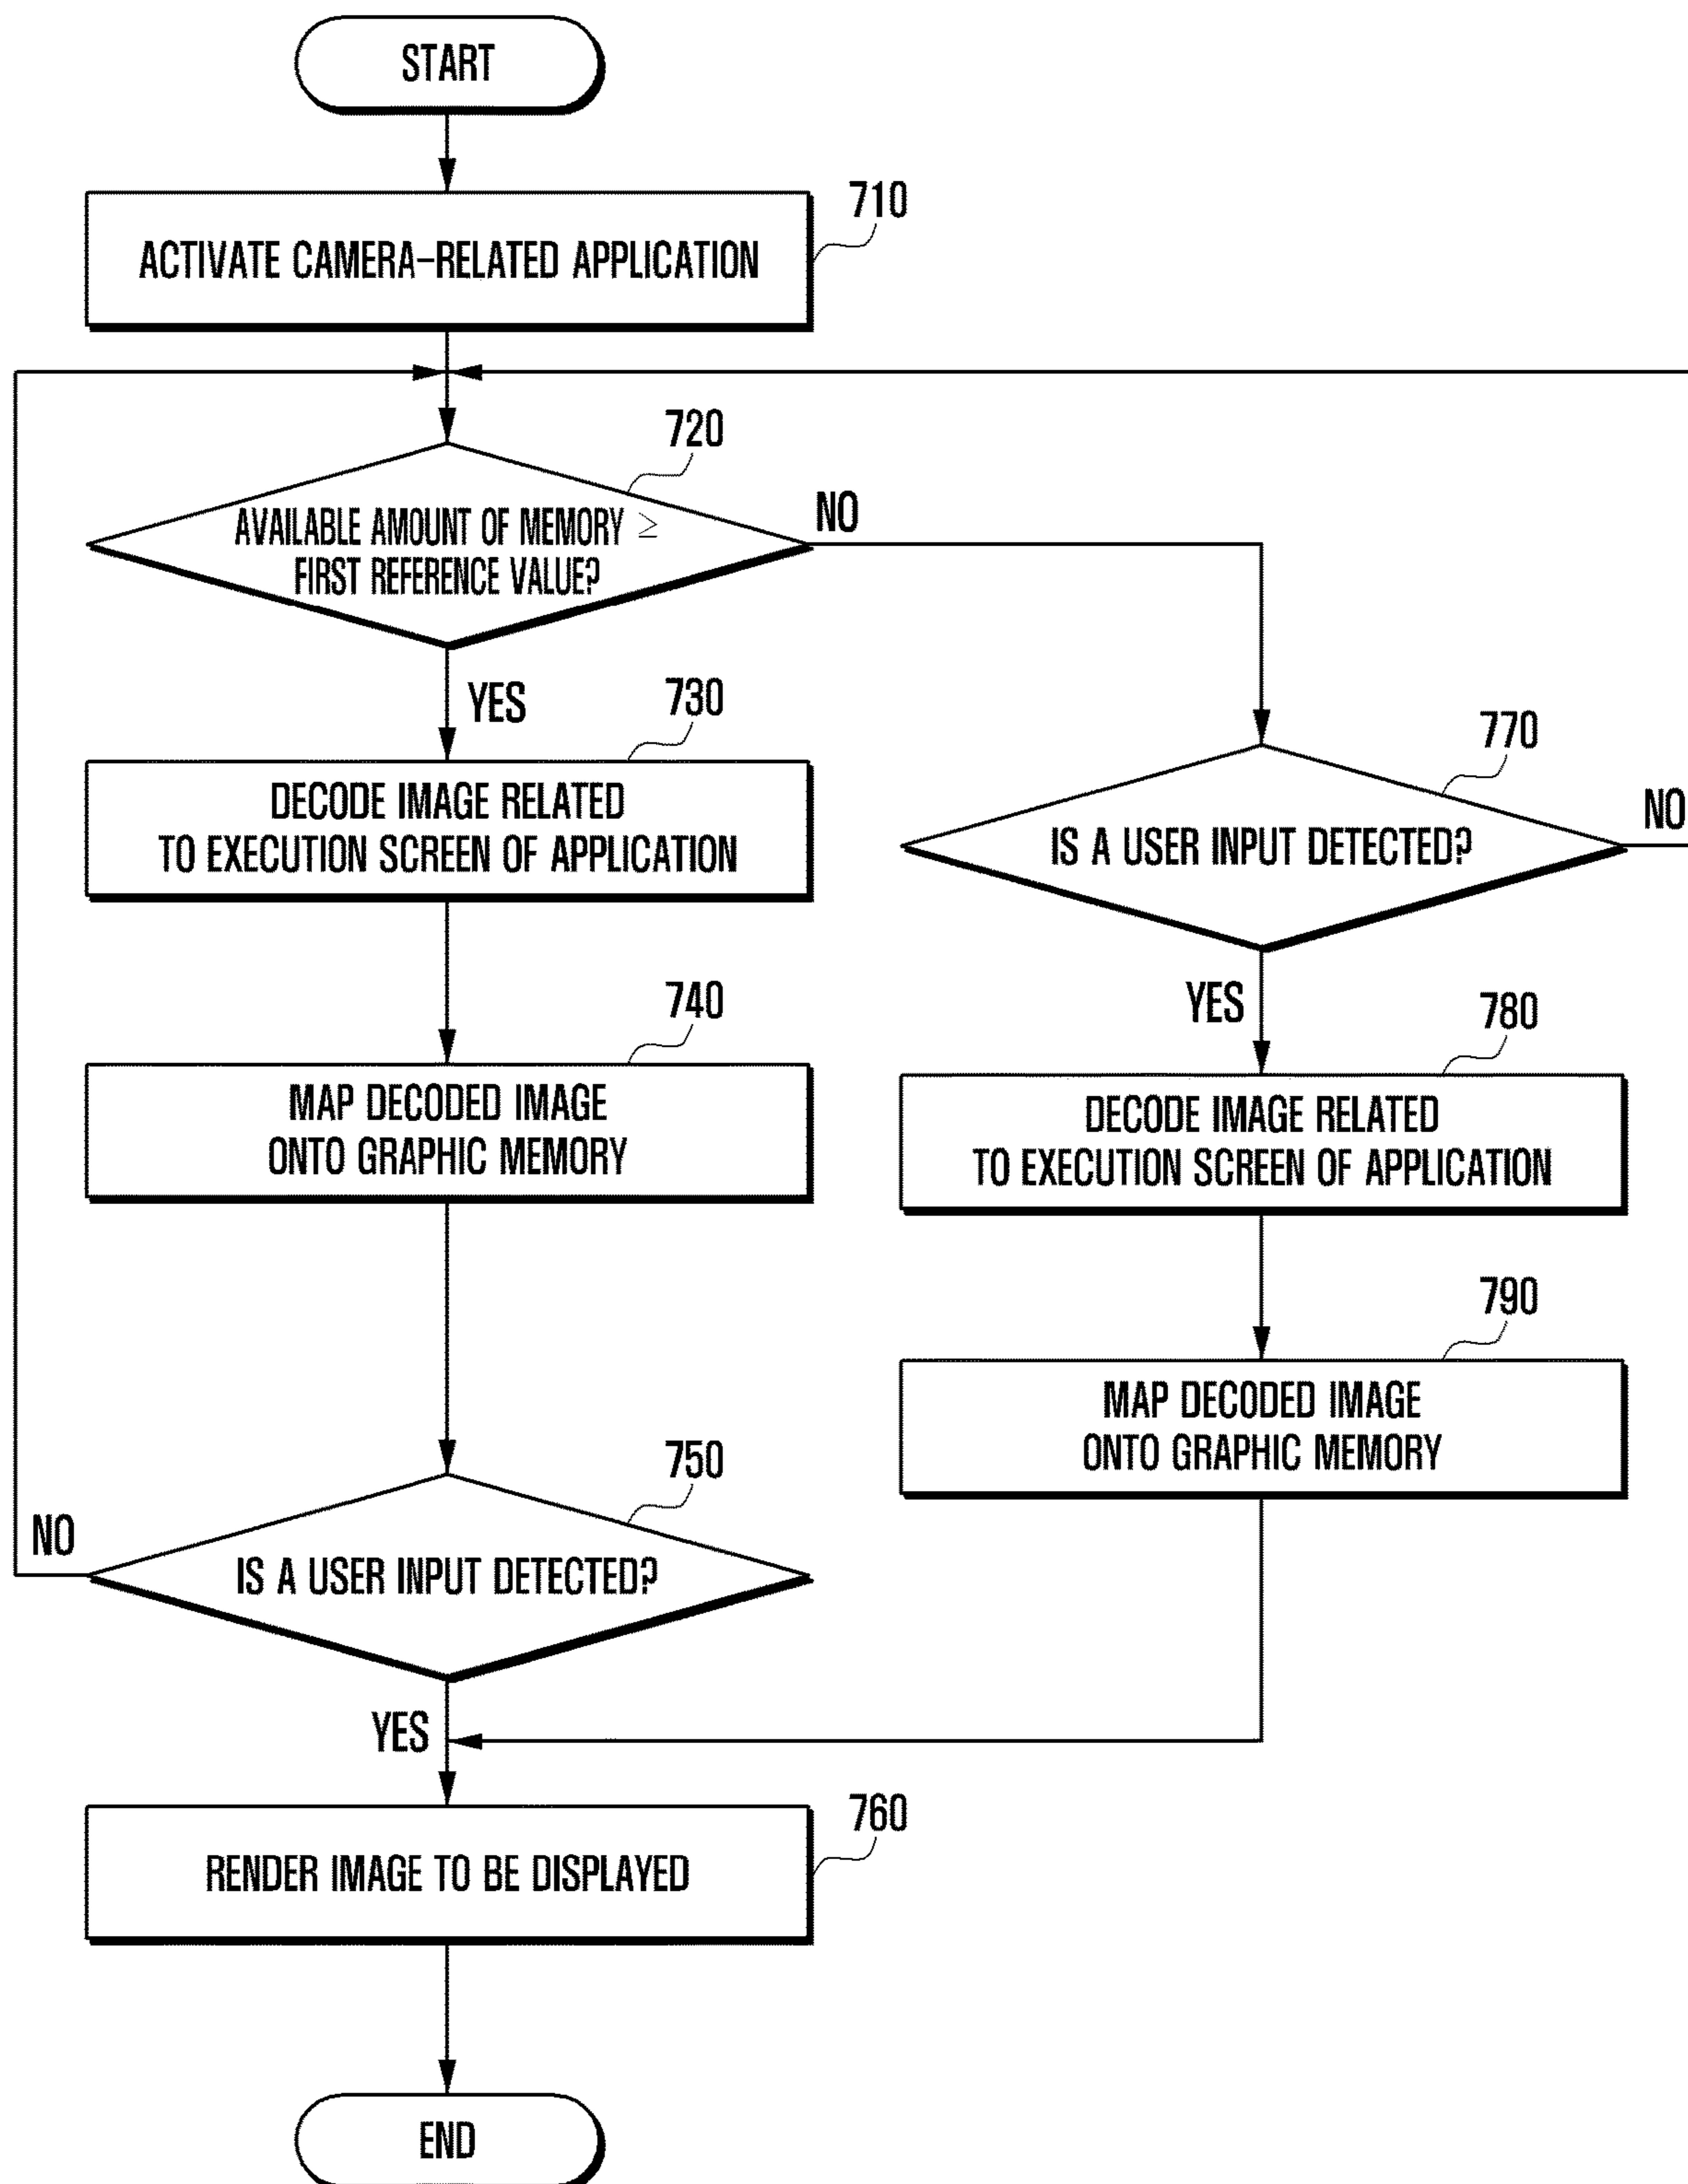 START
710
ACTIVATE CAMERA-RELATED APPLICATION
720
AVAILABLE AMOUNT OF MEMORY ≥
FIRST REFERENCE VALUE?
NO
YES
730
DECODE IMAGE RELATED
TO EXECUTION SCREEN OF APPLICATION
740
MAP DECODED IMAGE
ONTO GRAPHIC MEMORY
750
IS A USER INPUT DETECTED?
NO
YES
770
IS A USER INPUT DETECTED?
NO
YES
780
DECODE IMAGE RELATED
TO EXECUTION SCREEN OF APPLICATION
790
MAP DECODED IMAGE
ONTO GRAPHIC MEMORY
760
RENDER IMAGE TO BE DISPLAYED
END